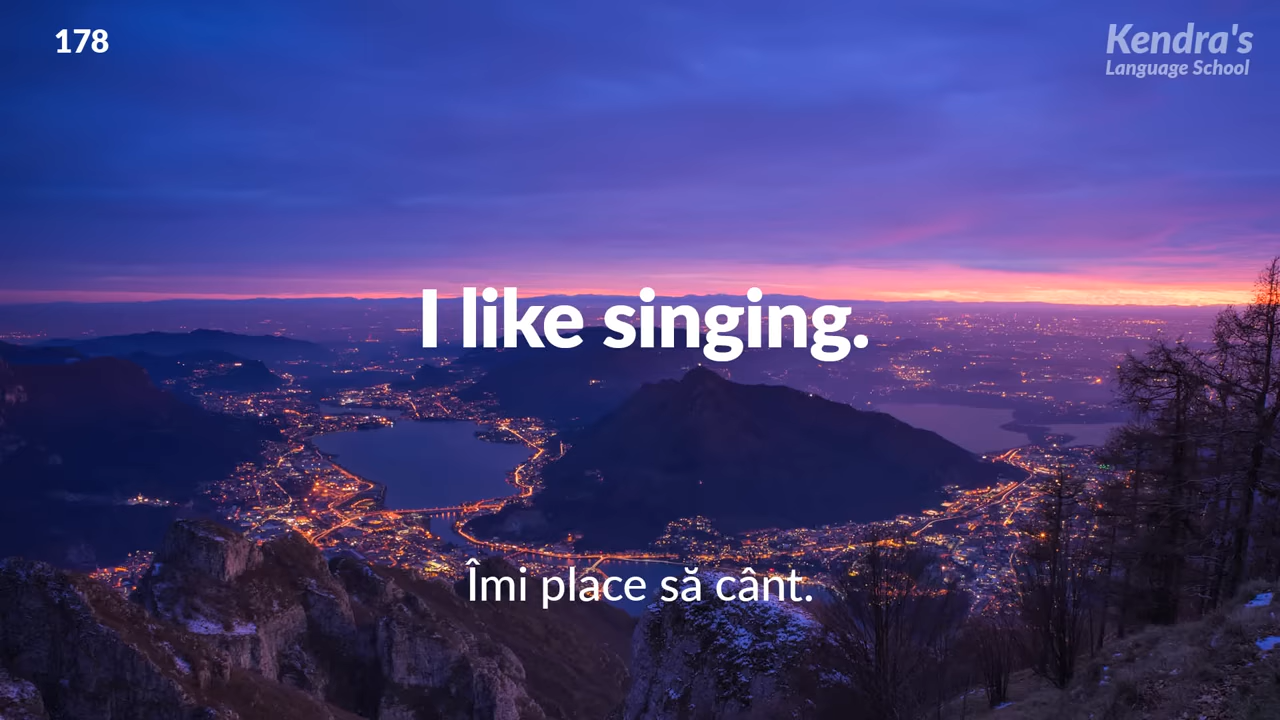 178
Kendra's
Language School
I like singing.
Îmi place să cânt.